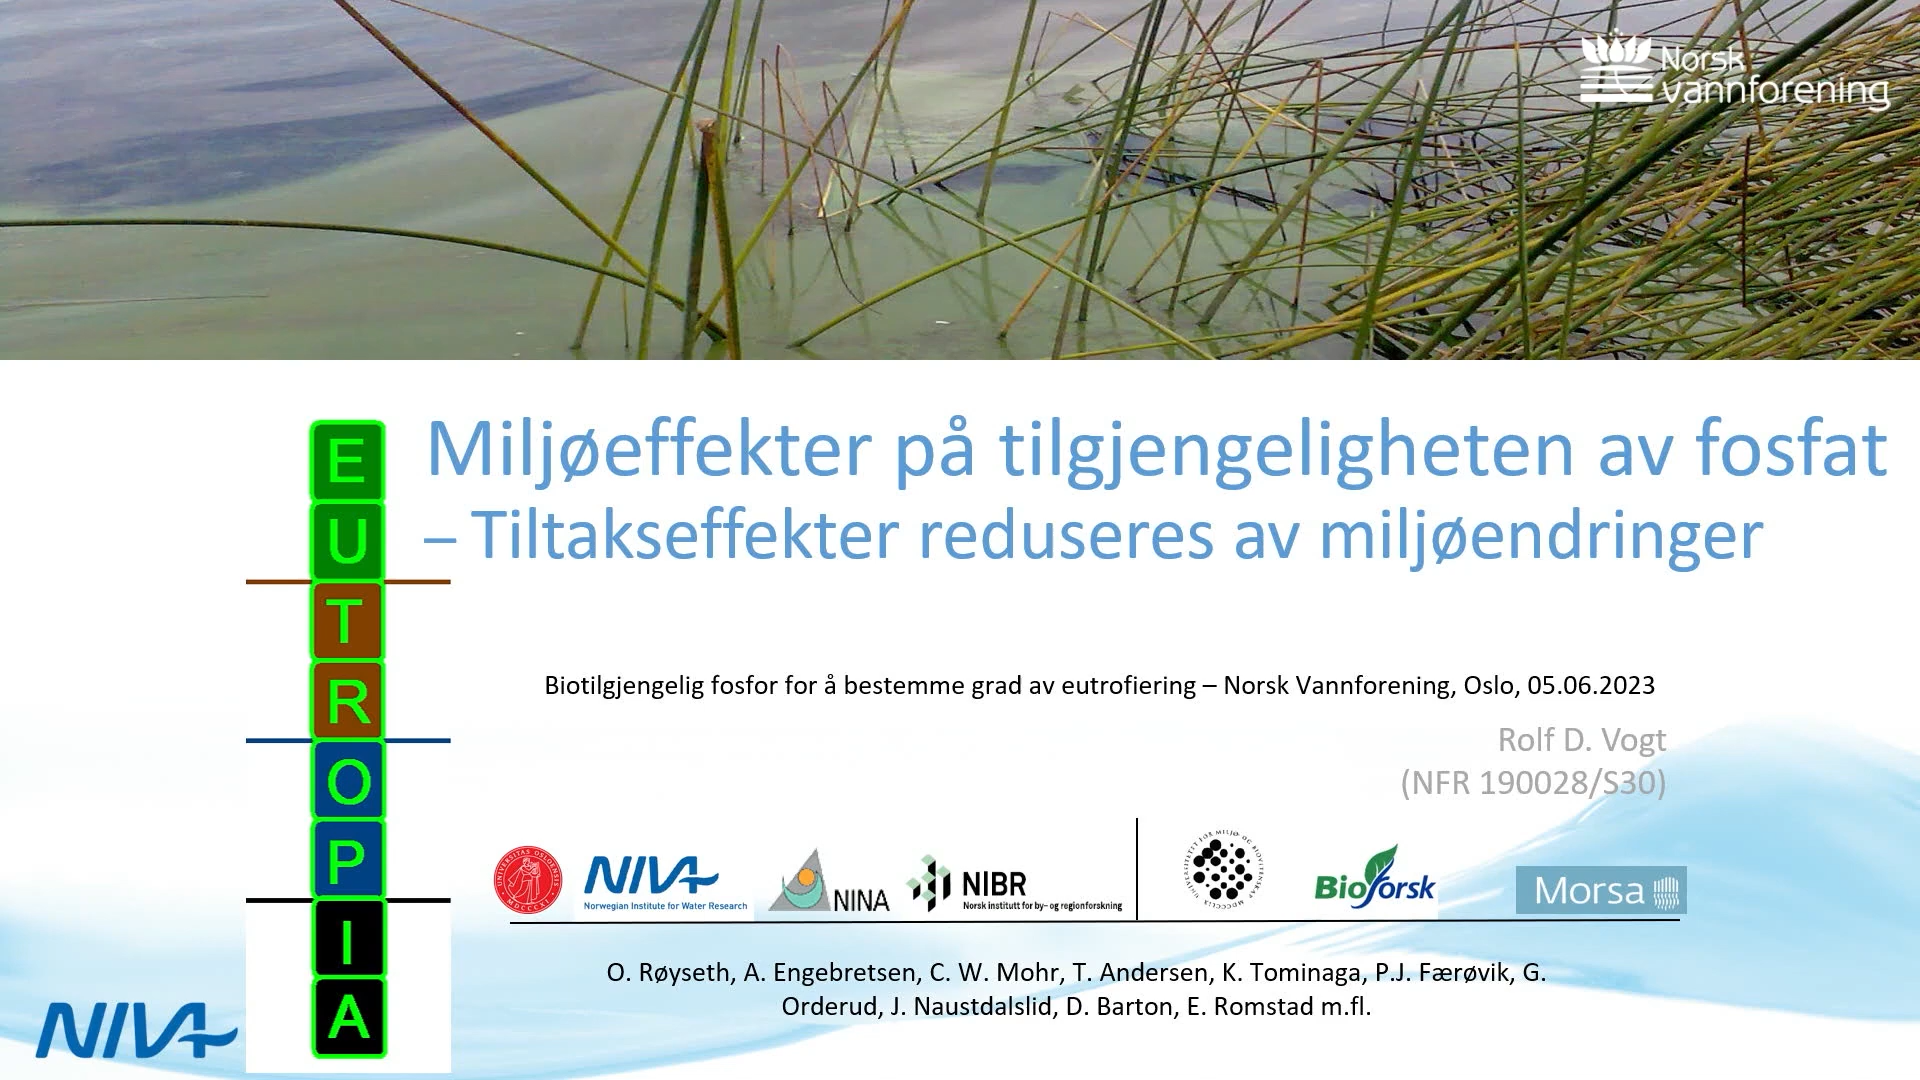 Norsk
vannforening
Miljøeffekter på tilgjengeligheten av fosfat
– Tiltakseffekter reduseres av miljøendringer
E
U
T
R
O
P
I
A
Biotilgjengelig fosfor for å bestemme grad av eutrofiering – Norsk Vannforening, Oslo, 05.06.2023
Rolf D. Vogt
(NFR 190028/S30)
NIVA
Norwegian Institute for Water Research
NINA
NIBR
Norsk institutt for by- og regionforskning
Bioforsk
Morsa
O. Røyseth, A. Engebretsen, C. W. Mohr, T. Andersen, K. Tominaga, P.J. Færøvik, G.
Orderud, J. Naustdalslid, D. Barton, E. Romstad m.fl.
NIVA